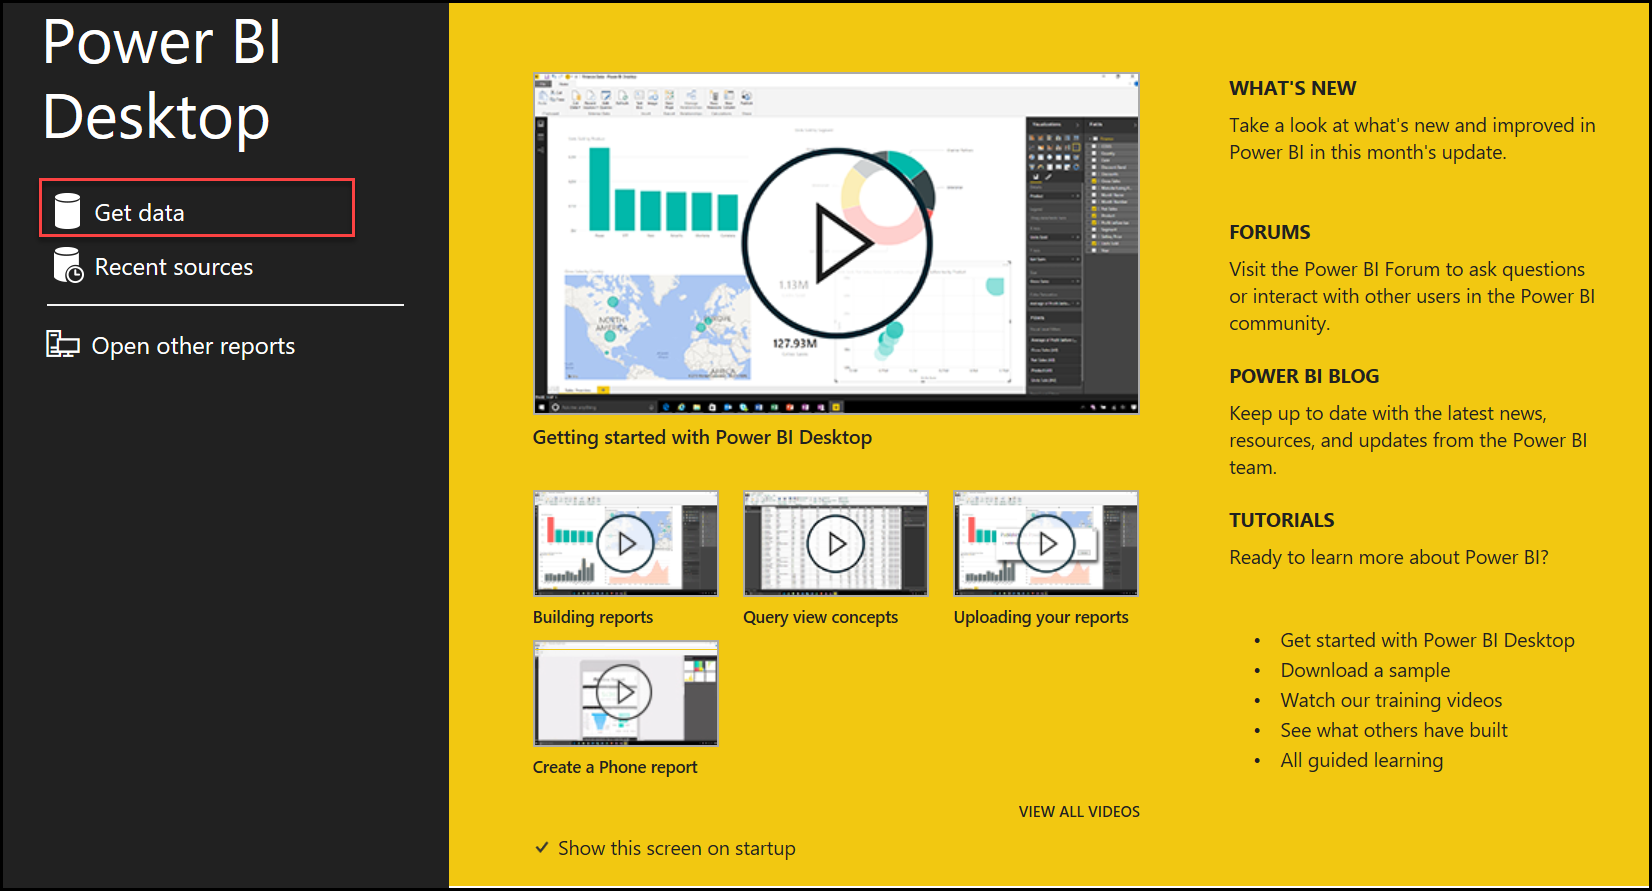 Power BI
Desktop
Get data
Recent sources
Open other reports
Visualizations
Fields
NORTH
AMERICA
EUROPE
AFRICA
1.13M
127.93M
Getting started with Power BI Desktop
Building reports
Query view concepts
Uploading your reports
Create a Phone report
VIEW ALL VIDEOS
✓ Show this screen on startup
WHAT'S NEW
Take a look at what's new and improved in
Power BI in this month's update.
FORUMS
Visit the Power BI Forum to ask questions
or interact with other users in the Power BI
community.
POWER BI BLOG
Keep up to date with the latest news,
resources, and updates from the Power BI
team.
TUTORIALS
Ready to learn more about Power BI?
• Get started with Power BI Desktop
• Download a sample
• Watch our training videos
• See what others have built
• All guided learning